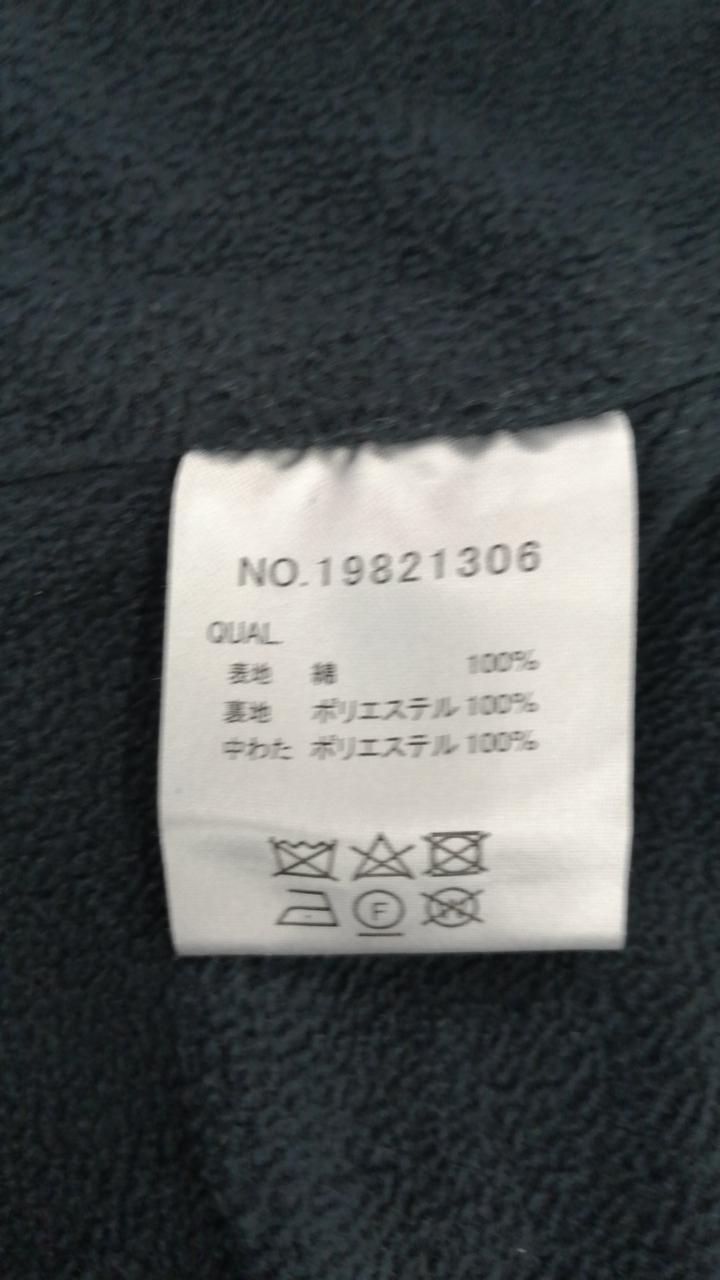 NO.19821306
QUAL.
表地 綿 100%
裏地 ポリエステル 100%
中わた ポリエステル 100%
F
W